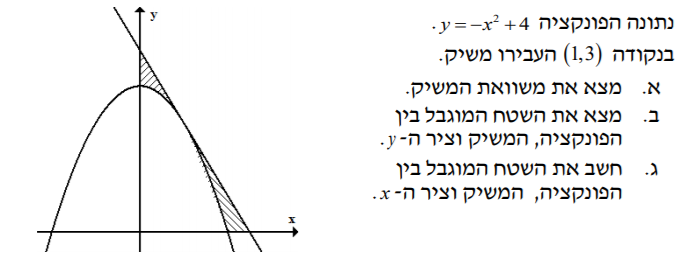 נתונה הפונקציה y = -x² + 4 .
בנקודה (1,3) העבירו משיק.
א. מצא את משוואת המשיק.
ב. מצא את השטח המוגבל בין
הפונקציה, המשיק וציר ה- y .
ג. חשב את השטח המוגבל בין
הפונקציה, המשיק וציר ה- x .
y
x